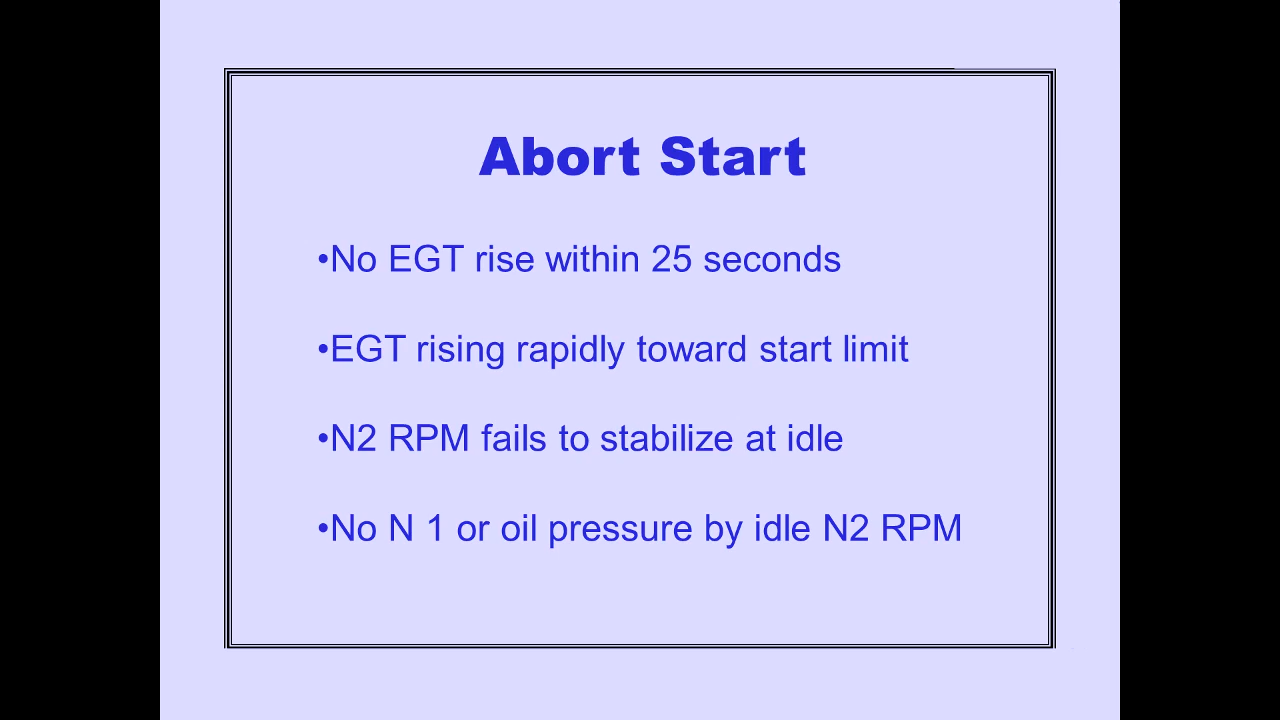 Abort Start
•No EGT rise within 25 seconds
•EGT rising rapidly toward start limit
•N2 RPM fails to stabilize at idle
•No N 1 or oil pressure by idle N2 RPM